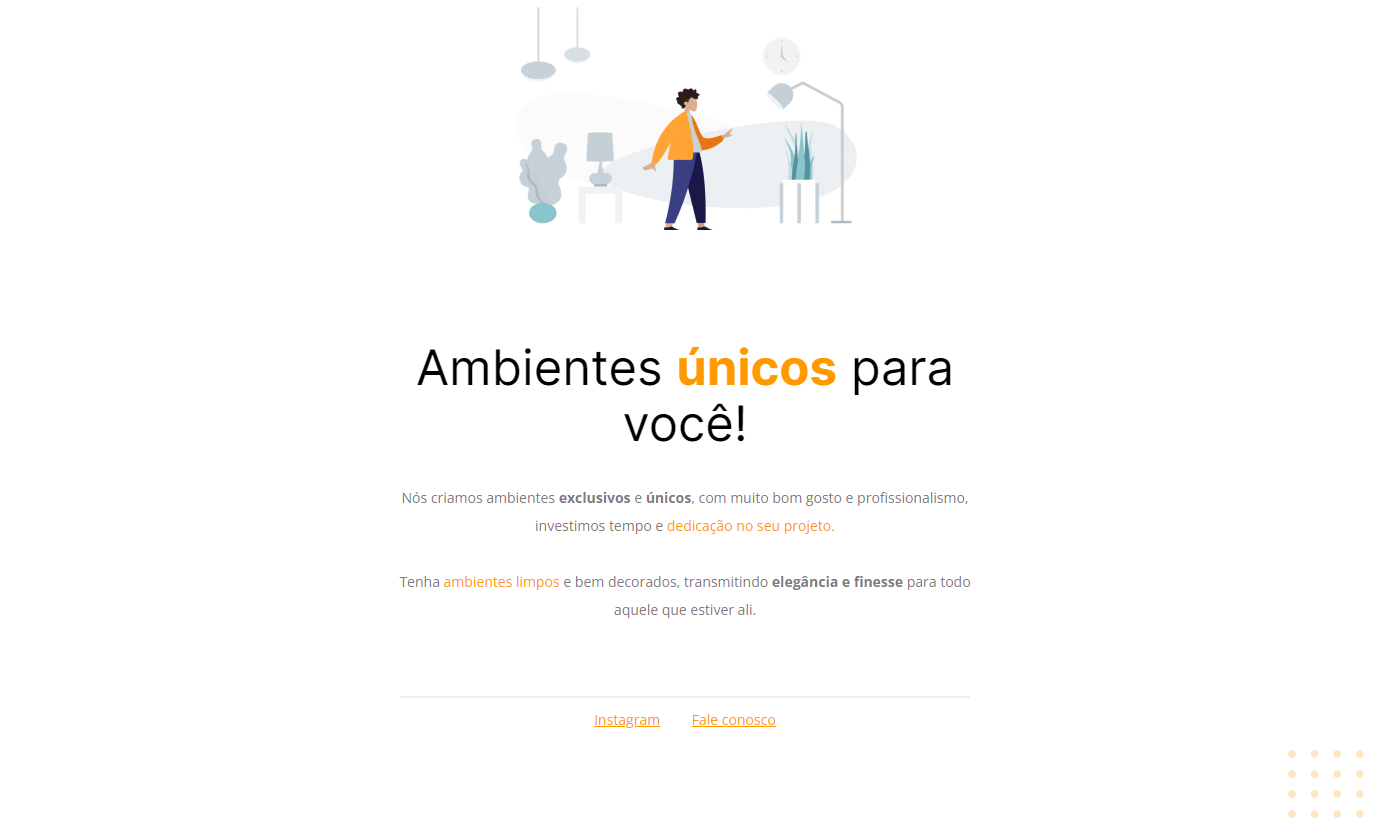 Ambientes únicos para
você!
Nós criamos ambientes exclusivos e únicos, com muito bom gosto e profissionalismo,
investimos tempo e dedicação no seu projeto.
Tenha ambientes limpos e bem decorados, transmitindo elegância e finesse para todo
aquele que estiver ali.
Instagram Fale conosco